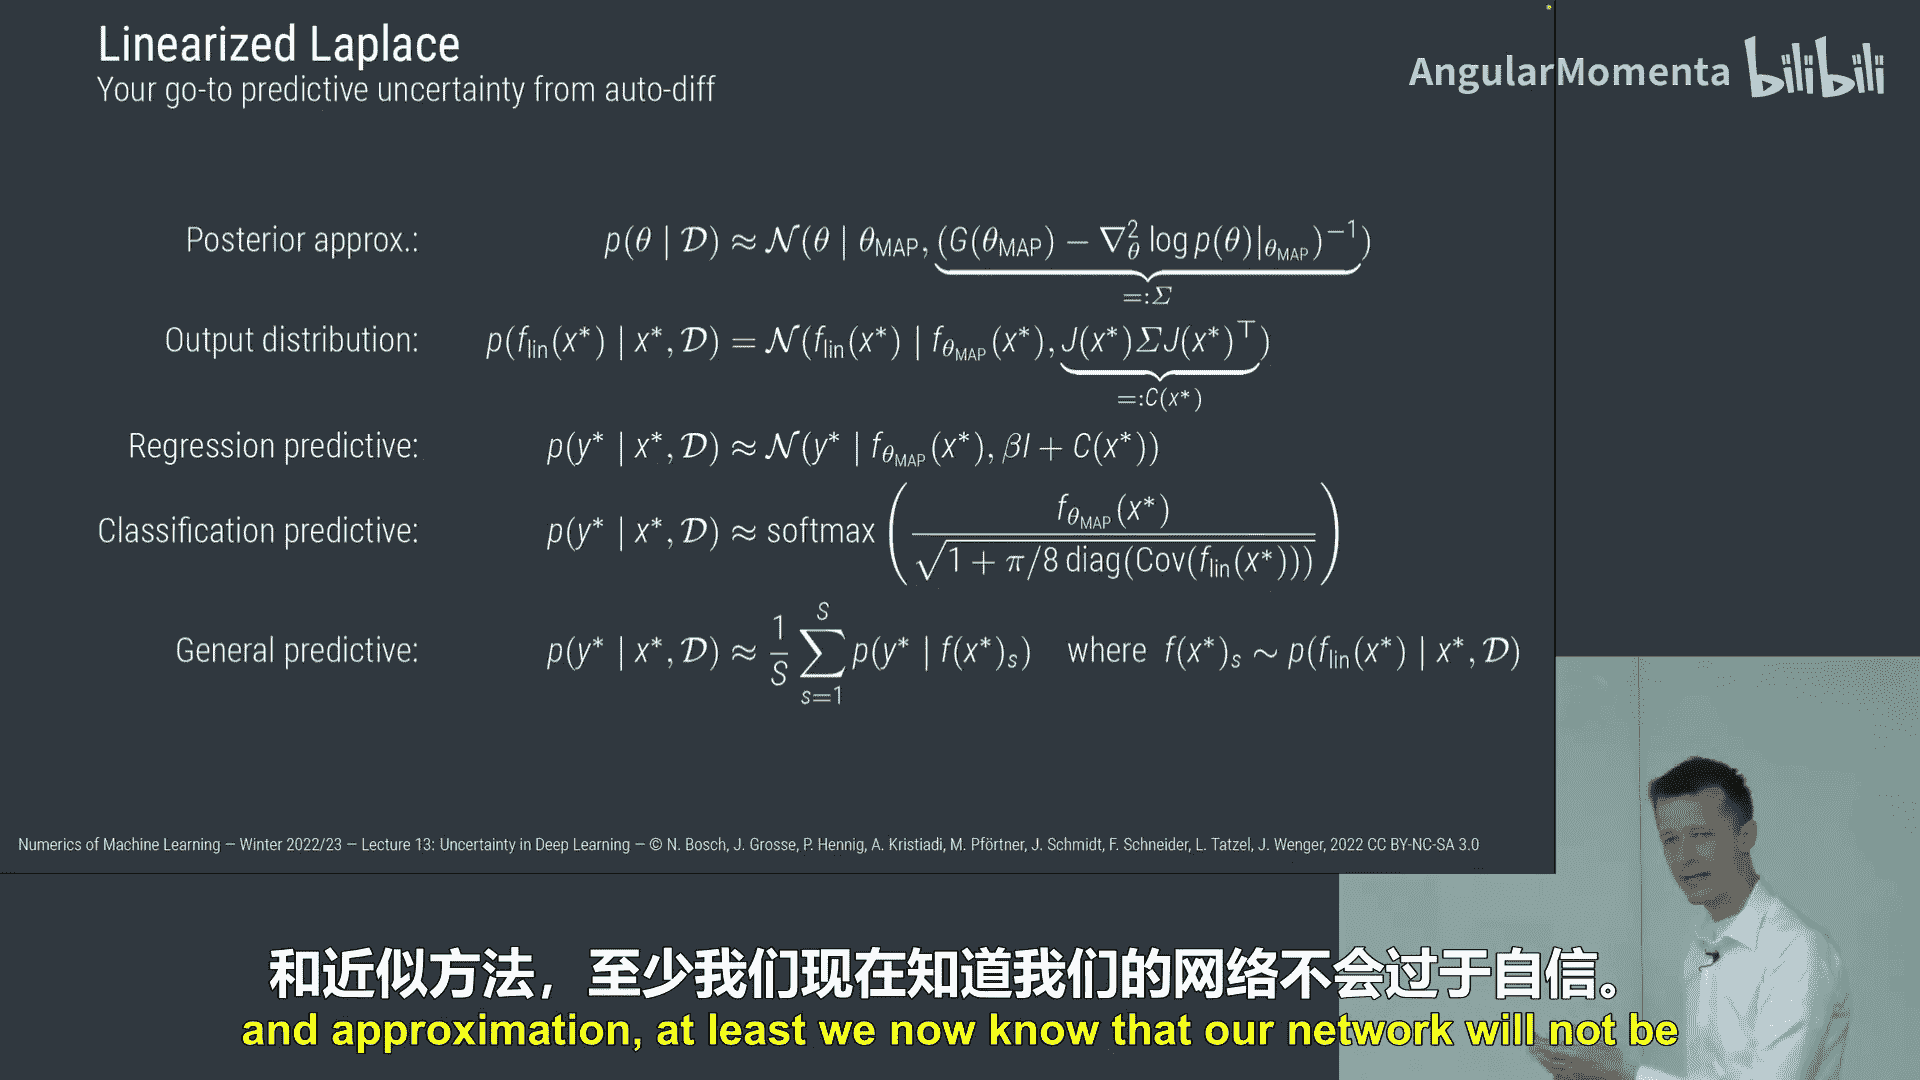 Linearized Laplace
Your go-to predictive uncertainty from auto-diff
AngularMomenta bilibili
Posterior approx.: p(θ | 𝒟) ≈ 𝒩(θ | θ_MAP, (G(θ_MAP) − ∇²_θ log p(θ)|_θ_MAP)⁻¹)
=:Σ
Output distribution: p(f_lin(x*) | x*, 𝒟) = 𝒩(f_lin(x*) | f_θ_MAP(x*), J(x*)ΣJ(x*)^⊤)
=:C(x*)
Regression predictive: p(y* | x*, 𝒟) ≈ 𝒩(y* | f_θ_MAP(x*), βI + C(x*))
Classification predictive: p(y* | x*, 𝒟) ≈ softmax(f_θ_MAP(x*) / √(1 + π/8 diag(Cov(f_lin(x*)))))
General predictive: p(y* | x*, 𝒟) ≈ 1/S ∑_{s=1}^{S} p(y* | f(x*)_s) where f(x*)_s ∼ p(f_lin(x*) | x*, 𝒟)
Numerics of Machine Learning — Winter 2022/23 — Lecture 13: Uncertainty in Deep Learning — © N. Bosch, J. Grosse, P. Hennig, A. Kristiadi, M. Pförtner, J. Schmidt, F. Schneider, L. Tatzel, J. Wenger, 2022 CC BY-NC-SA 3.0
和近似方法，至少我们现在知道我们的网络不会过于自信。
and approximation, at least we now know that our network will not be